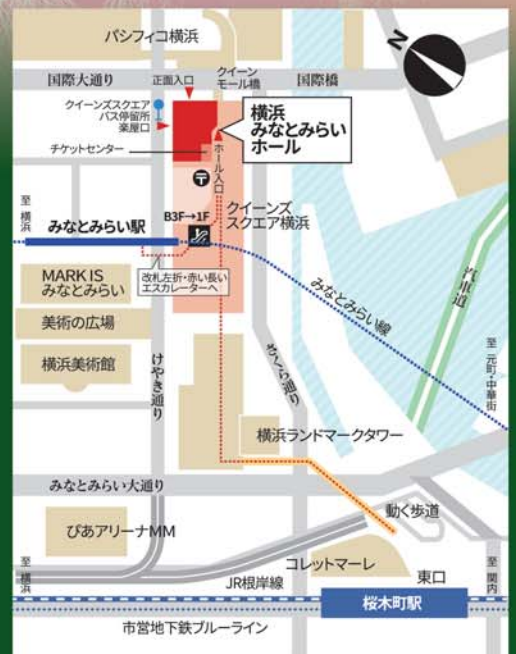 パシフィコ横浜
N
国際大通り
正面入口
クイーン
モール橋
国際橋
クイーンズスクエア
バス停留所
楽屋口
横浜
みなとみらい
ホール
チケットセンター
ホール入口
至 横浜
みなとみらい駅
B3F→1F
クイーンズ
スクエア横浜
改札左折・赤い長い
エスカレーターへ
MARK IS
みなとみらい
美術の広場
横浜美術館
けやき通り
さくら通り
みなとみらい線
汽車道
至 元町・中華街
横浜ランドマークタワー
みなとみらい大通り
動く歩道
ぴあアリーナMM
コレットマーレ
東口
至 横浜
JR根岸線
至 関内
桜木町駅
市営地下鉄ブルーライン